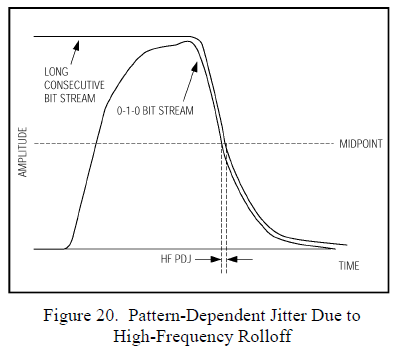 LONG
CONSECUTIVE
BIT STREAM
0-1-0 BIT STREAM
AMPLITUDE
MIDPOINT
HF PDJ
TIME
Figure 20. Pattern-Dependent Jitter Due to
High-Frequency Rolloff